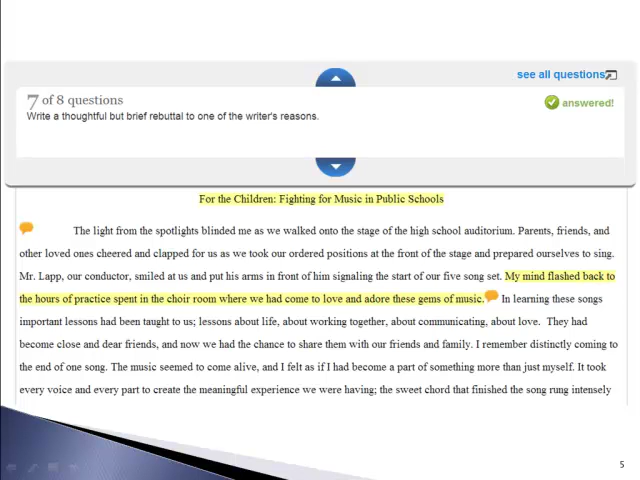 see all questions
7 of 8 questions
answered!
Write a thoughtful but brief rebuttal to one of the writer's reasons.
For the Children: Fighting for Music in Public Schools
The light from the spotlights blinded me as we walked onto the stage of the high school auditorium. Parents, friends, and
other loved ones cheered and clapped for us as we took our ordered positions at the front of the stage and prepared ourselves to sing.
Mr. Lapp, our conductor, smiled at us and put his arms in front of him signaling the start of our five song set. My mind flashed back to
the hours of practice spent in the choir room where we had come to love and adore these gems of music. In learning these songs
important lessons had been taught to us; lessons about life, about working together, about communicating, about love. They had
become close and dear friends, and now we had the chance to share them with our friends and family. I remember distinctly coming to
the end of one song. The music seemed to come alive, and I felt as if I had become a part of something more than just myself. It took
every voice and every part to create the meaningful experience we were having; the sweet chord that finished the song rung intensely
5